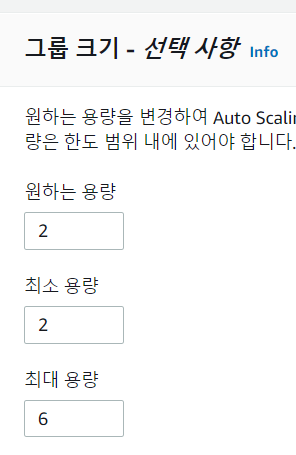 그룹 크기 - 선택 사항 Info
원하는 용량을 변경하여 Auto Scalin
량은 한도 범위 내에 있어야 합니다.
원하는 용량
2
최소 용량
2
최대 용량
6